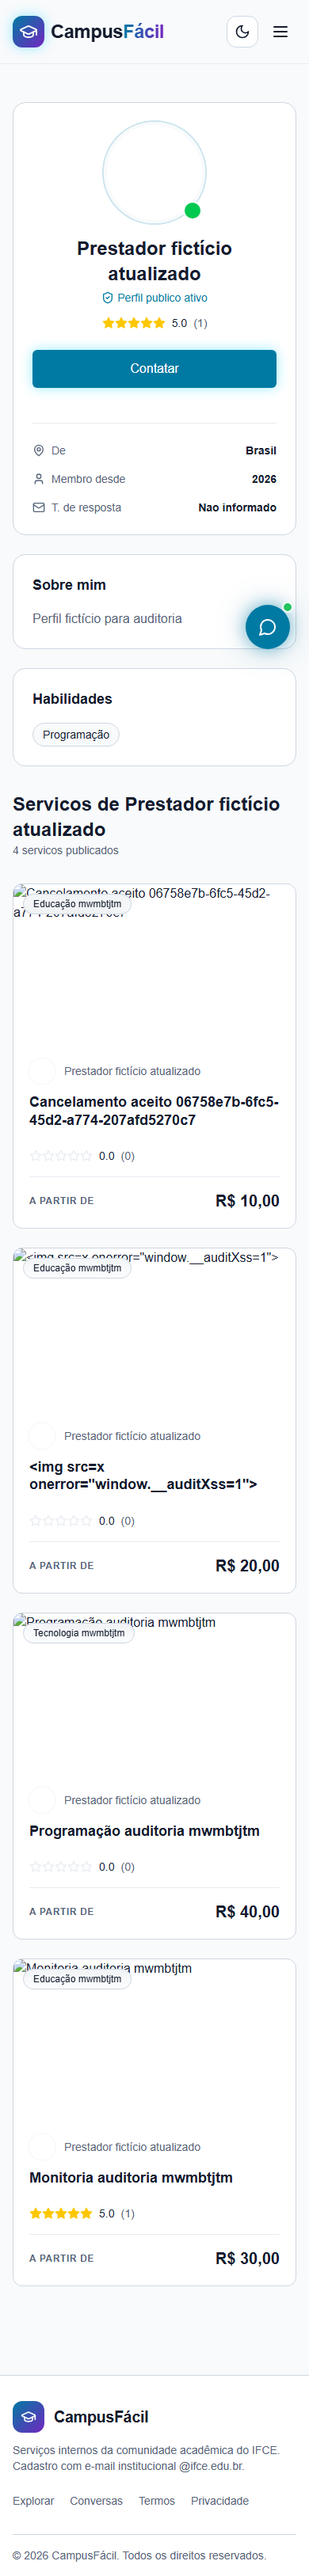 CampusFácil
Prestador fictício
atualizado
Perfil publico ativo
5.0 (1)
Contatar
De Brasil
Membro desde 2026
T. de resposta Nao informado
Sobre mim
Perfil fictício para auditoria
Habilidades
Programação
Servicos de Prestador fictício
atualizado
4 servicos publicados
Cancelamento aceito 06758e7b-6fc5-45d2-
Educação mwmbtjtm
Prestador fictício atualizado
Cancelamento aceito 06758e7b-6fc5-
45d2-a774-207afd5270c7
0.0 (0)
A PARTIR DE R$ 10,00
<img src=x onerror="window.__auditXss=1">
Educação mwmbtjtm
Prestador fictício atualizado
<img src=x
onerror="window.__auditXss=1">
0.0 (0)
A PARTIR DE R$ 20,00
Programação auditoria mwmbtjtm
Tecnologia mwmbtjtm
Prestador fictício atualizado
Programação auditoria mwmbtjtm
0.0 (0)
A PARTIR DE R$ 40,00
Monitoria auditoria mwmbtjtm
Educação mwmbtjtm
Prestador fictício atualizado
Monitoria auditoria mwmbtjtm
5.0 (1)
A PARTIR DE R$ 30,00
CampusFácil
Serviços internos da comunidade acadêmica do IFCE.
Cadastro com e-mail institucional @ifce.edu.br.
Explorar Conversas Termos Privacidade
© 2026 CampusFácil. Todos os direitos reservados.